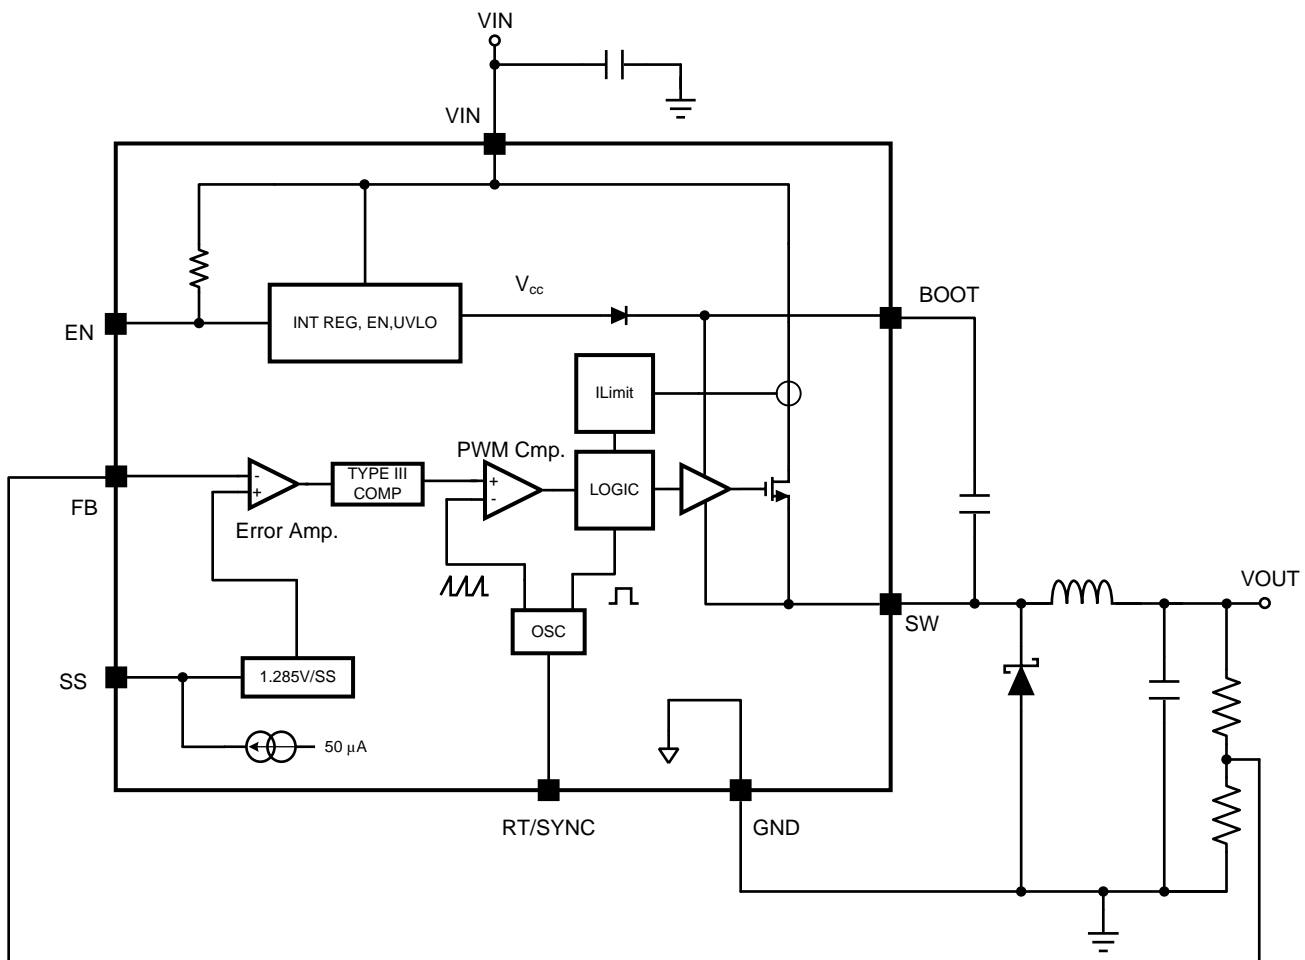 VIN
VIN
V_cc
BOOT
EN
INT REG, EN,UVLO
ILimit
PWM Cmp.
TYPE III
COMP
LOGIC
FB
-
+
+
-
Error Amp.
VOUT
SW
OSC
SS
1.285V/SS
50 µA
RT/SYNC
GND